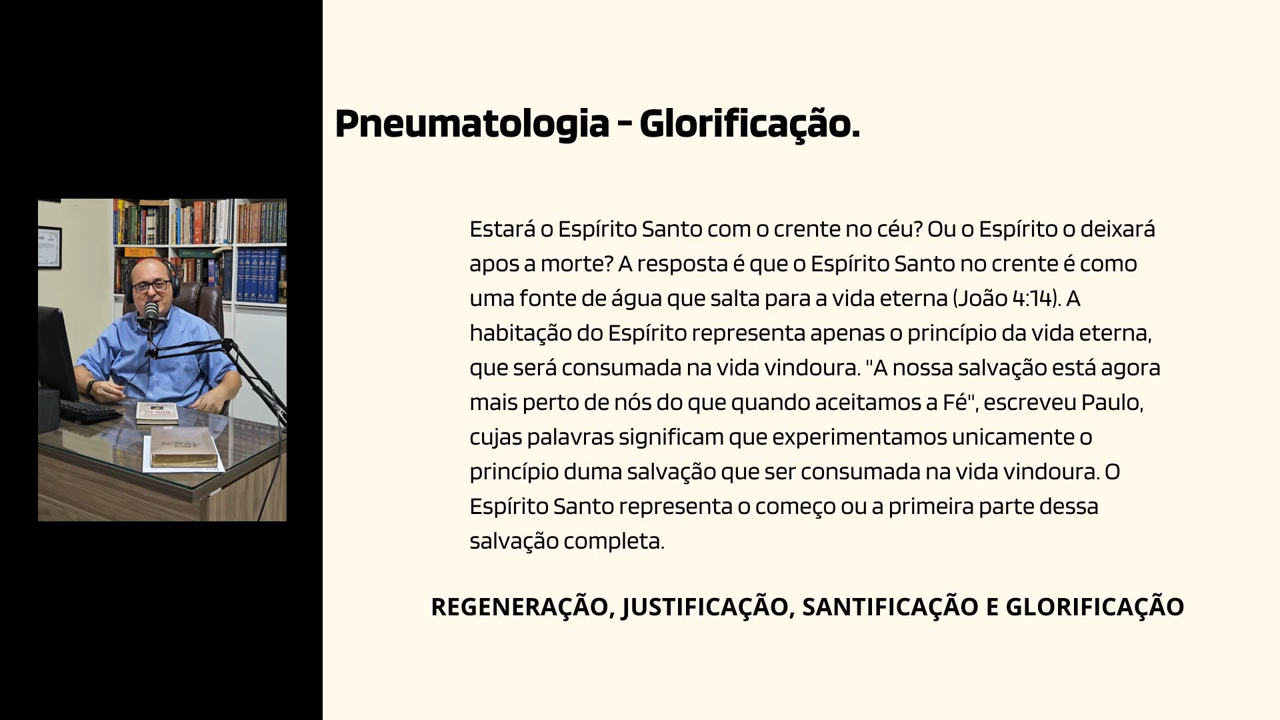 Pneumatologia - Glorificação.
Estará o Espírito Santo com o crente no céu? Ou o Espírito o deixará
apos a morte? A resposta é que o Espírito Santo no crente é como
uma fonte de água que salta para a vida eterna (João 4:14). A
habitação do Espírito representa apenas o princípio da vida eterna,
que será consumada na vida vindoura. "A nossa salvação está agora
mais perto de nós do que quando aceitamos a Fé", escreveu Paulo,
cujas palavras significam que experimentamos unicamente o
princípio duma salvação que ser consumada na vida vindoura. O
Espírito Santo representa o começo ou a primeira parte dessa
salvação completa.
REGENERAÇÃO, JUSTIFICAÇÃO, SANTIFICAÇÃO E GLORIFICAÇÃO